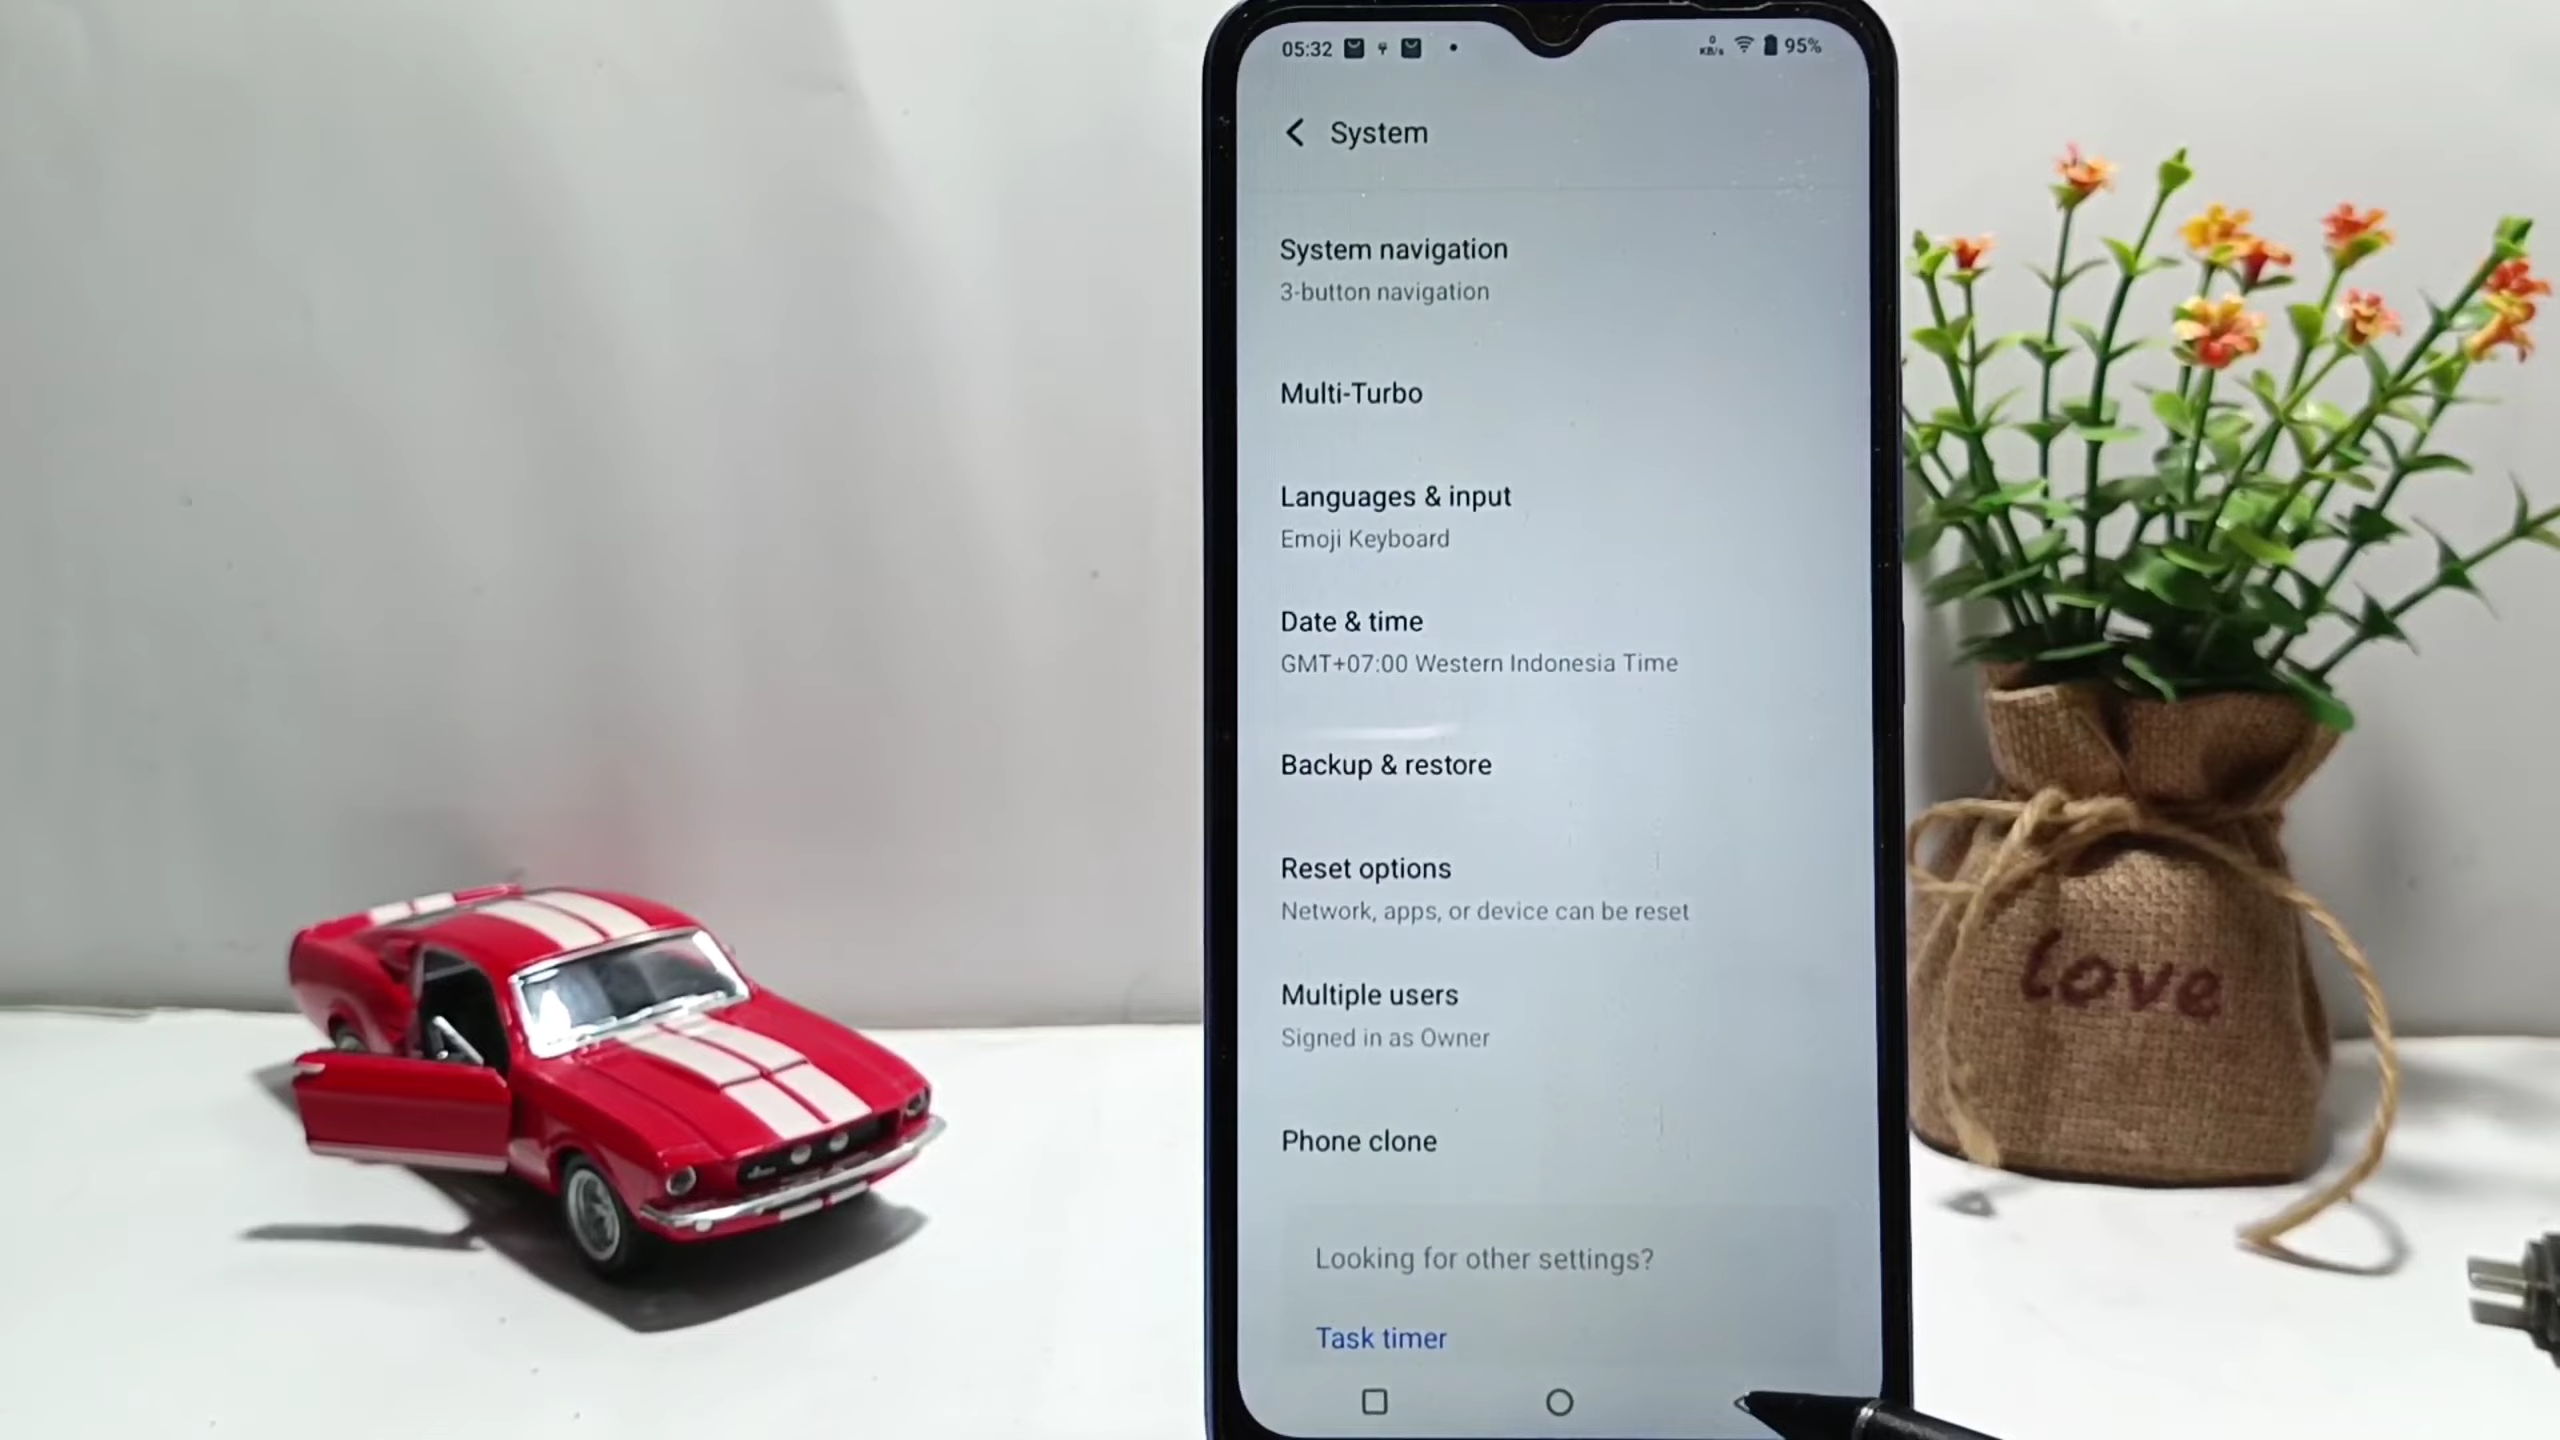 05:32
0
KB/s
95%
System
System navigation
3-button navigation
Multi-Turbo
Languages & input
Emoji Keyboard
Date & time
GMT+07:00 Western Indonesia Time
Backup & restore
Reset options
Network, apps, or device can be reset
Multiple users
Signed in as Owner
Phone clone
Looking for other settings?
Task timer
love